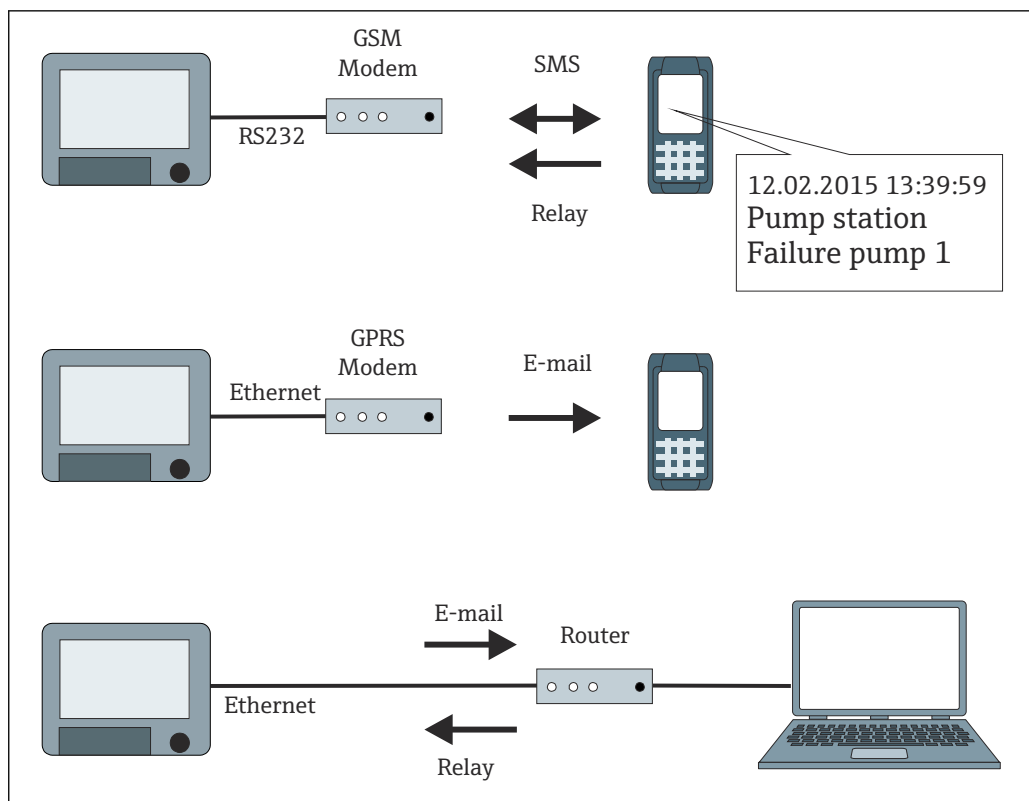 GSM
Modem
SMS
RS232
Relay
12.02.2015 13:39:59
Pump station
Failure pump 1
GPRS
Modem
E-mail
Ethernet
E-mail
Router
Ethernet
Relay